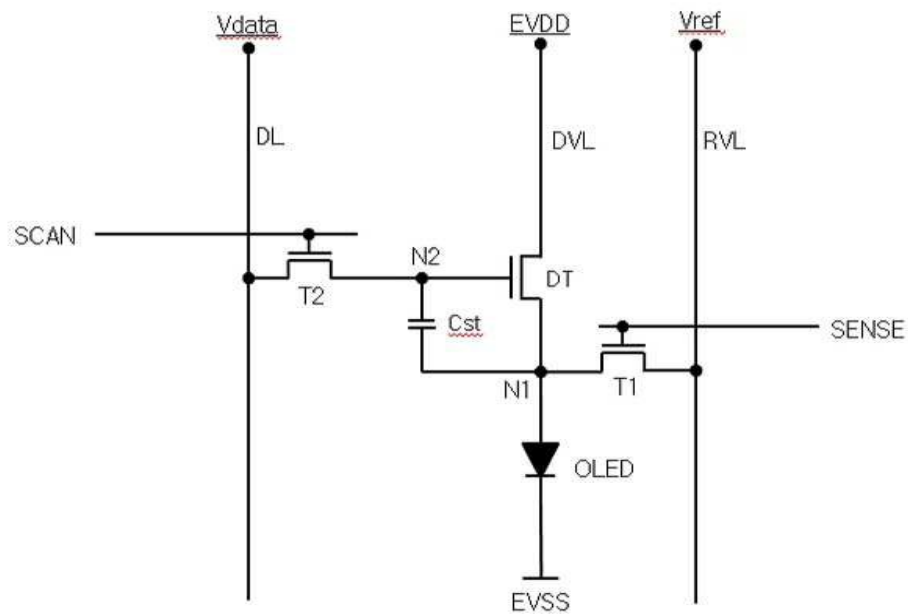 Vdata
EVDD
Vref
DL
DVL
RVL
SCAN
N2
T2
DT
Cst
SENSE
N1
T1
OLED
EVSS